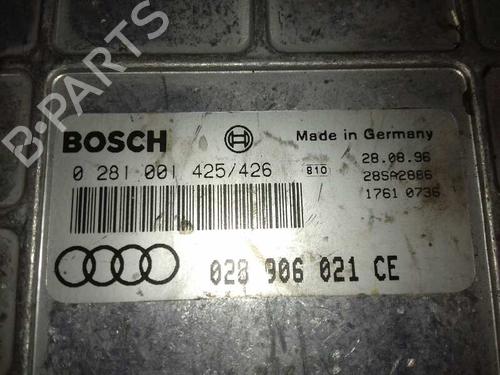 B-PARTS
BOSCH
Made in Germany
0 281 001 425/426
810
28.08.96
28SA2886
1761 0736
028 906 021 CE